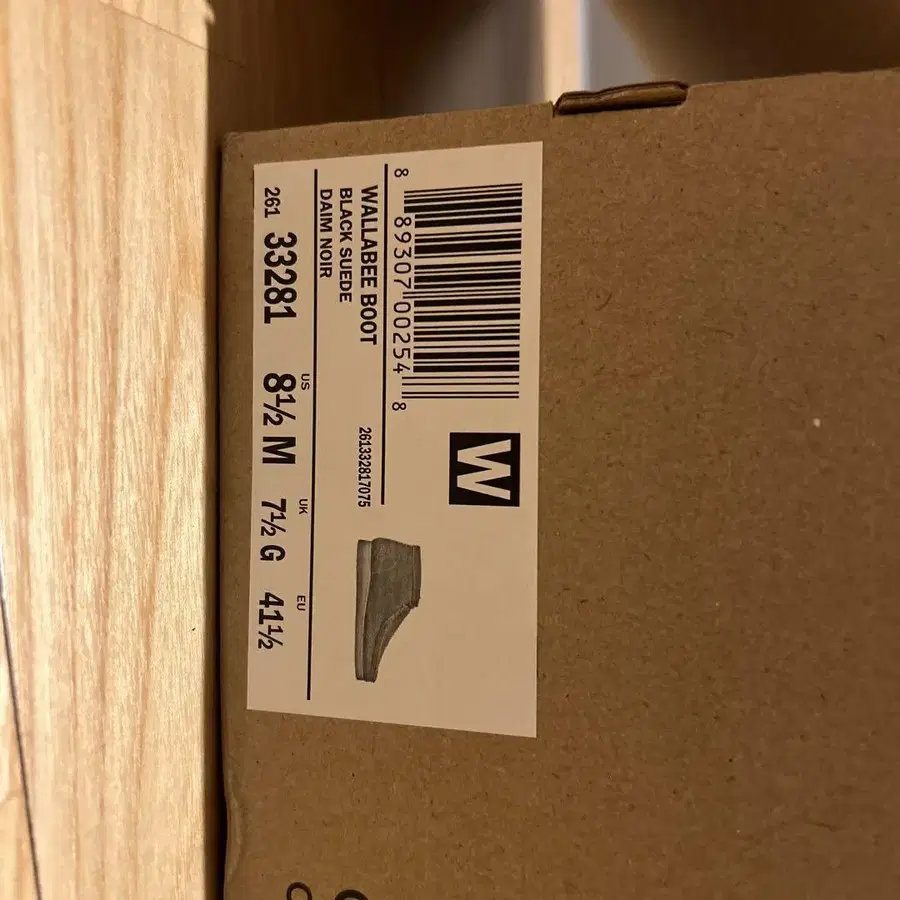 8 89307 00254 8
W
WALLABEE BOOT
BLACK SUEDE
DAIM NOIR
261332817075
US UK EU
261 33281 8½ M 7½ G 41½